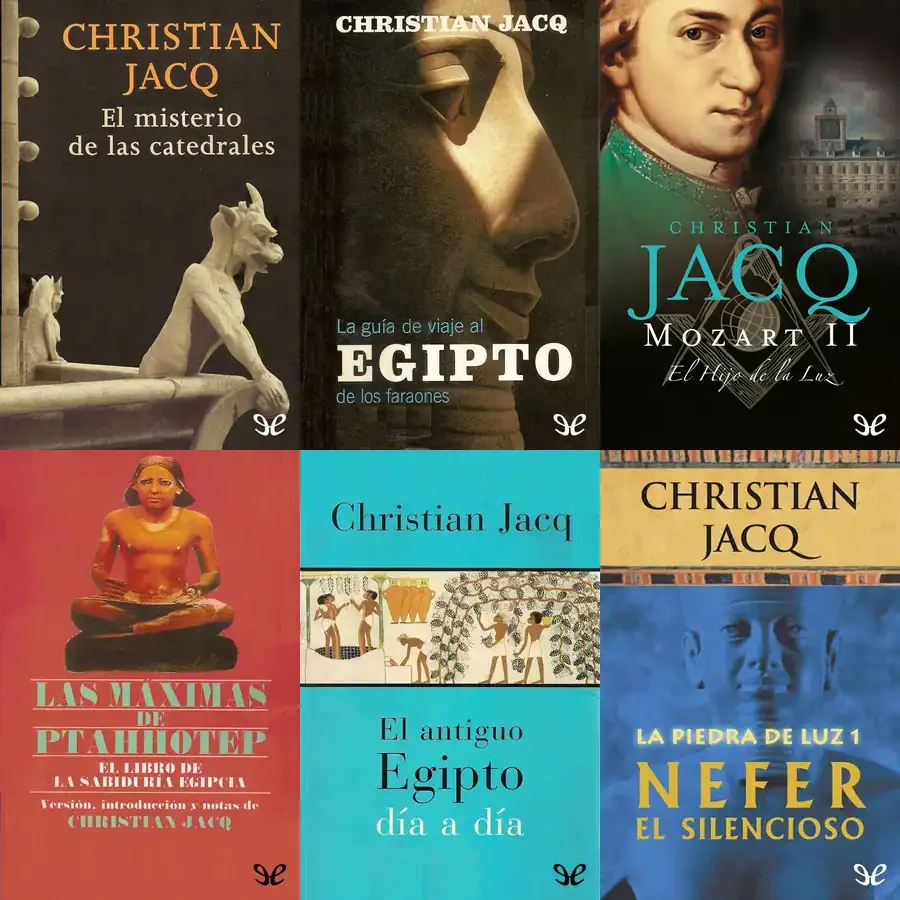 CHRISTIAN
JACQ
El misterio
de las catedrales
CHRISTIAN JACQ
La guía de viaje al
EGIPTO
de los faraones
CHRISTIAN
JACQ
MOZART II
El Hijo de la Luz
LAS MÁXIMAS
DE
PTAHHOTEP
EL LIBRO DE
LA SABIDURÍA EGIPCIA
Versión, introducción y notas de
CHRISTIAN JACQ
Christian Jacq
El antiguo
Egipto
día a día
CHRISTIAN
JACQ
LA PIEDRA DE LUZ 1
NEFER
EL SILENCIOSO